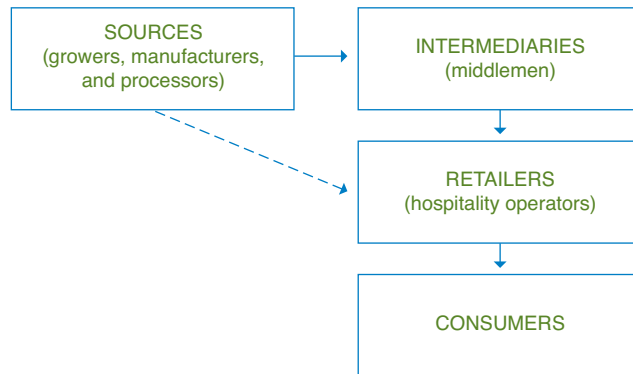 SOURCES
(growers, manufacturers,
and processors)
INTERMEDIARIES
(middlemen)
RETAILERS
(hospitality operators)
CONSUMERS